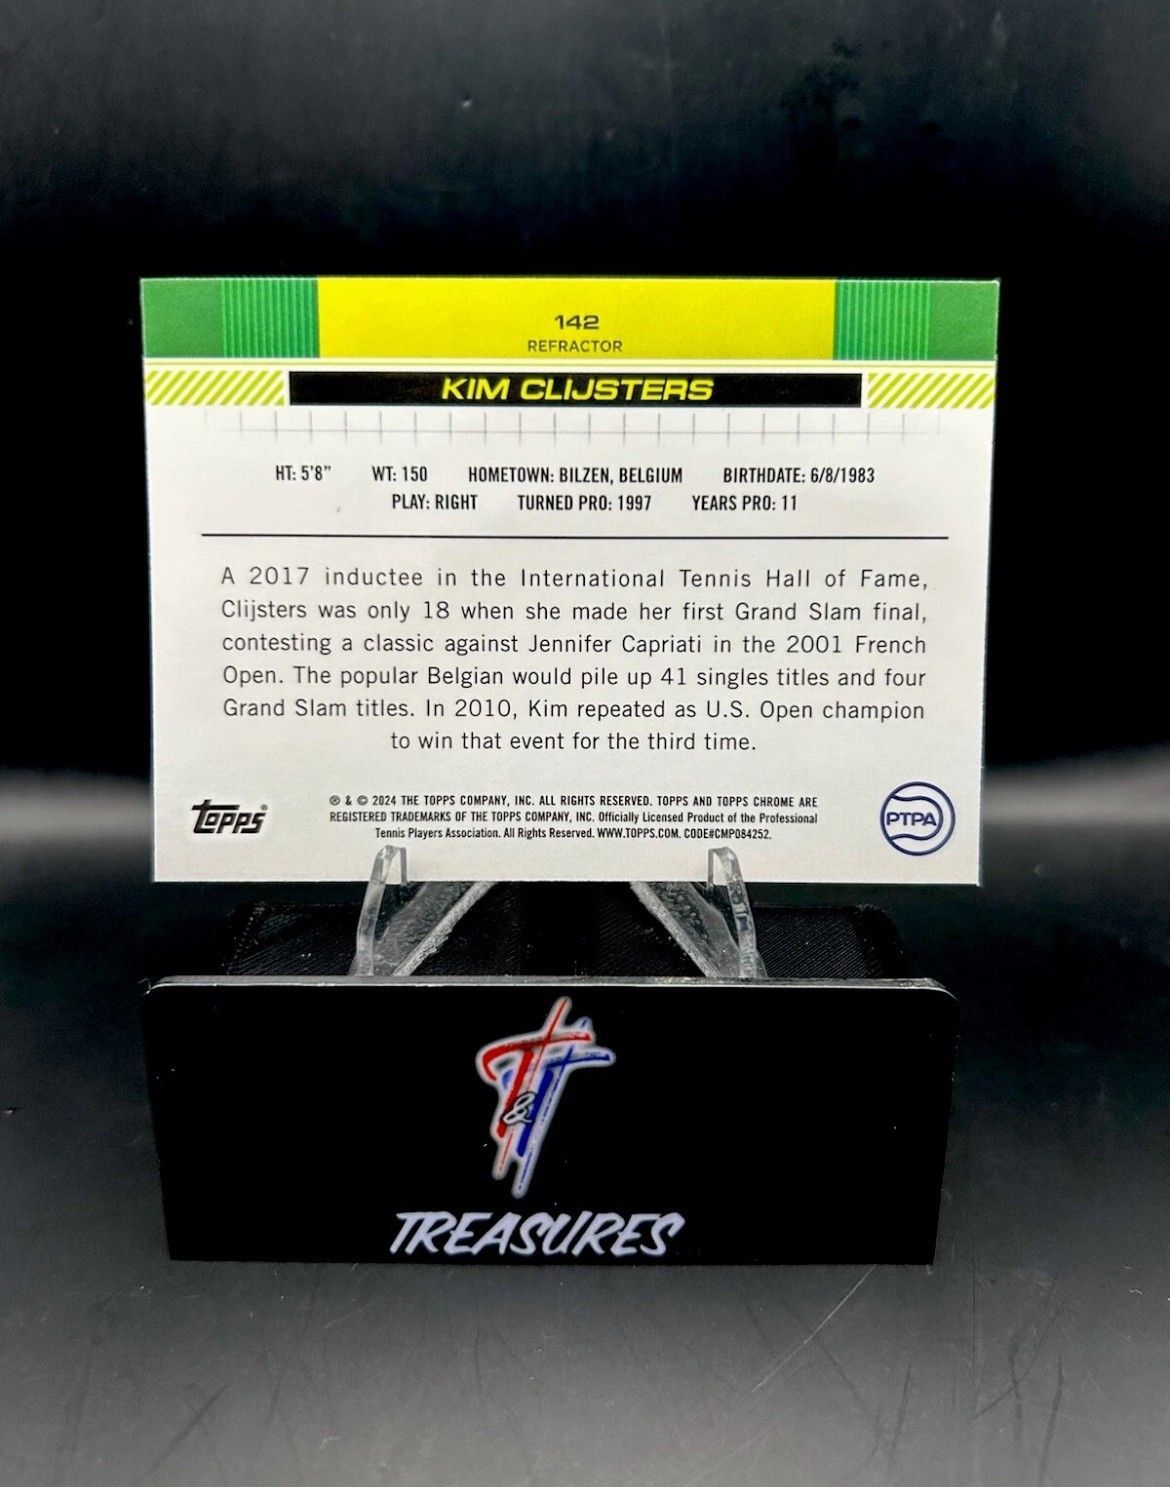 142
REFRACTOR
KIM CLIJSTERS
HT: 5'8" WT: 150 HOMETOWN: BILZEN, BELGIUM BIRTHDATE: 6/8/1983
PLAY: RIGHT TURNED PRO: 1997 YEARS PRO: 11
A 2017 inductee in the International Tennis Hall of Fame,
Clijsters was only 18 when she made her first Grand Slam final,
contesting a classic against Jennifer Capriati in the 2001 French
Open. The popular Belgian would pile up 41 singles titles and four
Grand Slam titles. In 2010, Kim repeated as U.S. Open champion
to win that event for the third time.
Topps®
® & © 2024 THE TOPPS COMPANY, INC. ALL RIGHTS RESERVED. TOPPS AND TOPPS CHROME ARE
REGISTERED TRADEMARKS OF THE TOPPS COMPANY, INC. Officially Licensed Product of the Professional
Tennis Players Association. All Rights Reserved. WWW.TOPPS.COM. CODE#CMP084252.
PTPA
T&T
TREASURES